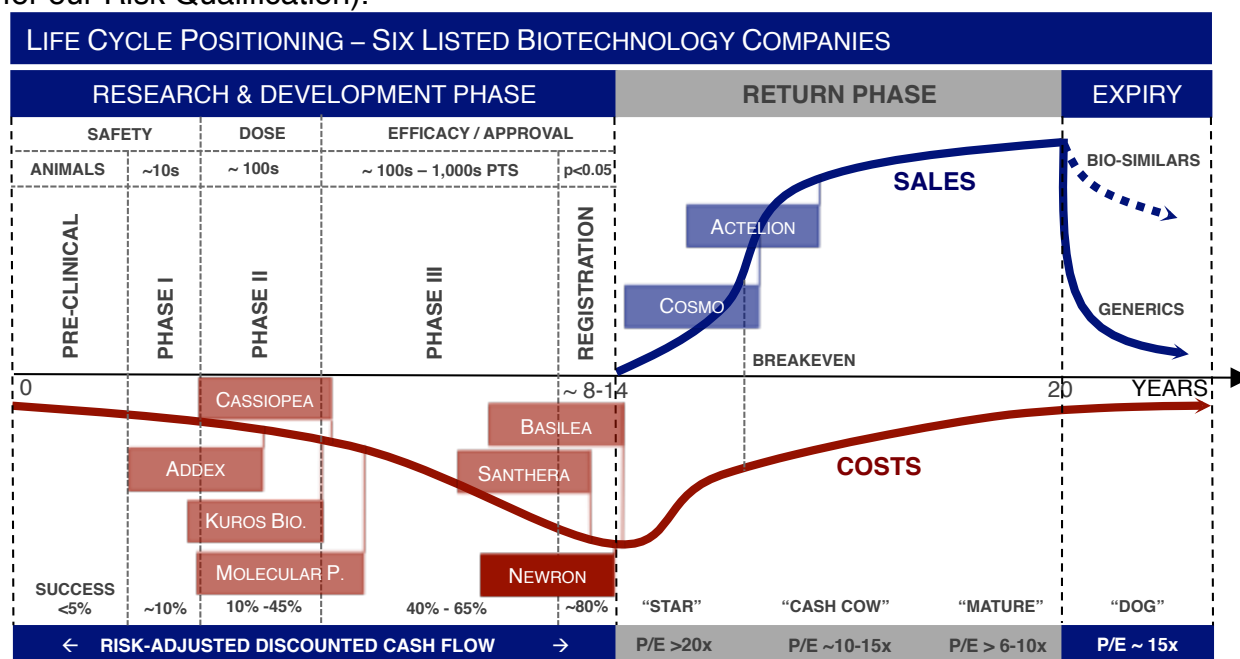 for our Risk Qualification).
LIFE CYCLE POSITIONING – SIX LISTED BIOTECHNOLOGY COMPANIES
RESEARCH & DEVELOPMENT PHASE
RETURN PHASE
EXPIRY
SAFETY
DOSE
EFFICACY / APPROVAL
ANIMALS
~10s
~ 100s
~ 100s – 1,000s PTS
p<0.05
PRE-CLINICAL
PHASE I
PHASE II
PHASE III
REGISTRATION
SALES
BIO-SIMILARS
ACTELION
COSMO
GENERICS
BREAKEVEN
0
~ 8-14
20
YEARS
CASSIOPEA
BASILEA
ADDEX
SANTHERA
COSTS
KUROS BIO.
MOLECULAR P.
NEWRON
SUCCESS
<5%
~10%
10% -45%
40% - 65%
~80%
“STAR”
“CASH COW”
“MATURE”
“DOG”
← RISK-ADJUSTED DISCOUNTED CASH FLOW →
P/E >20x
P/E ~10-15x
P/E > 6-10x
P/E ~ 15x